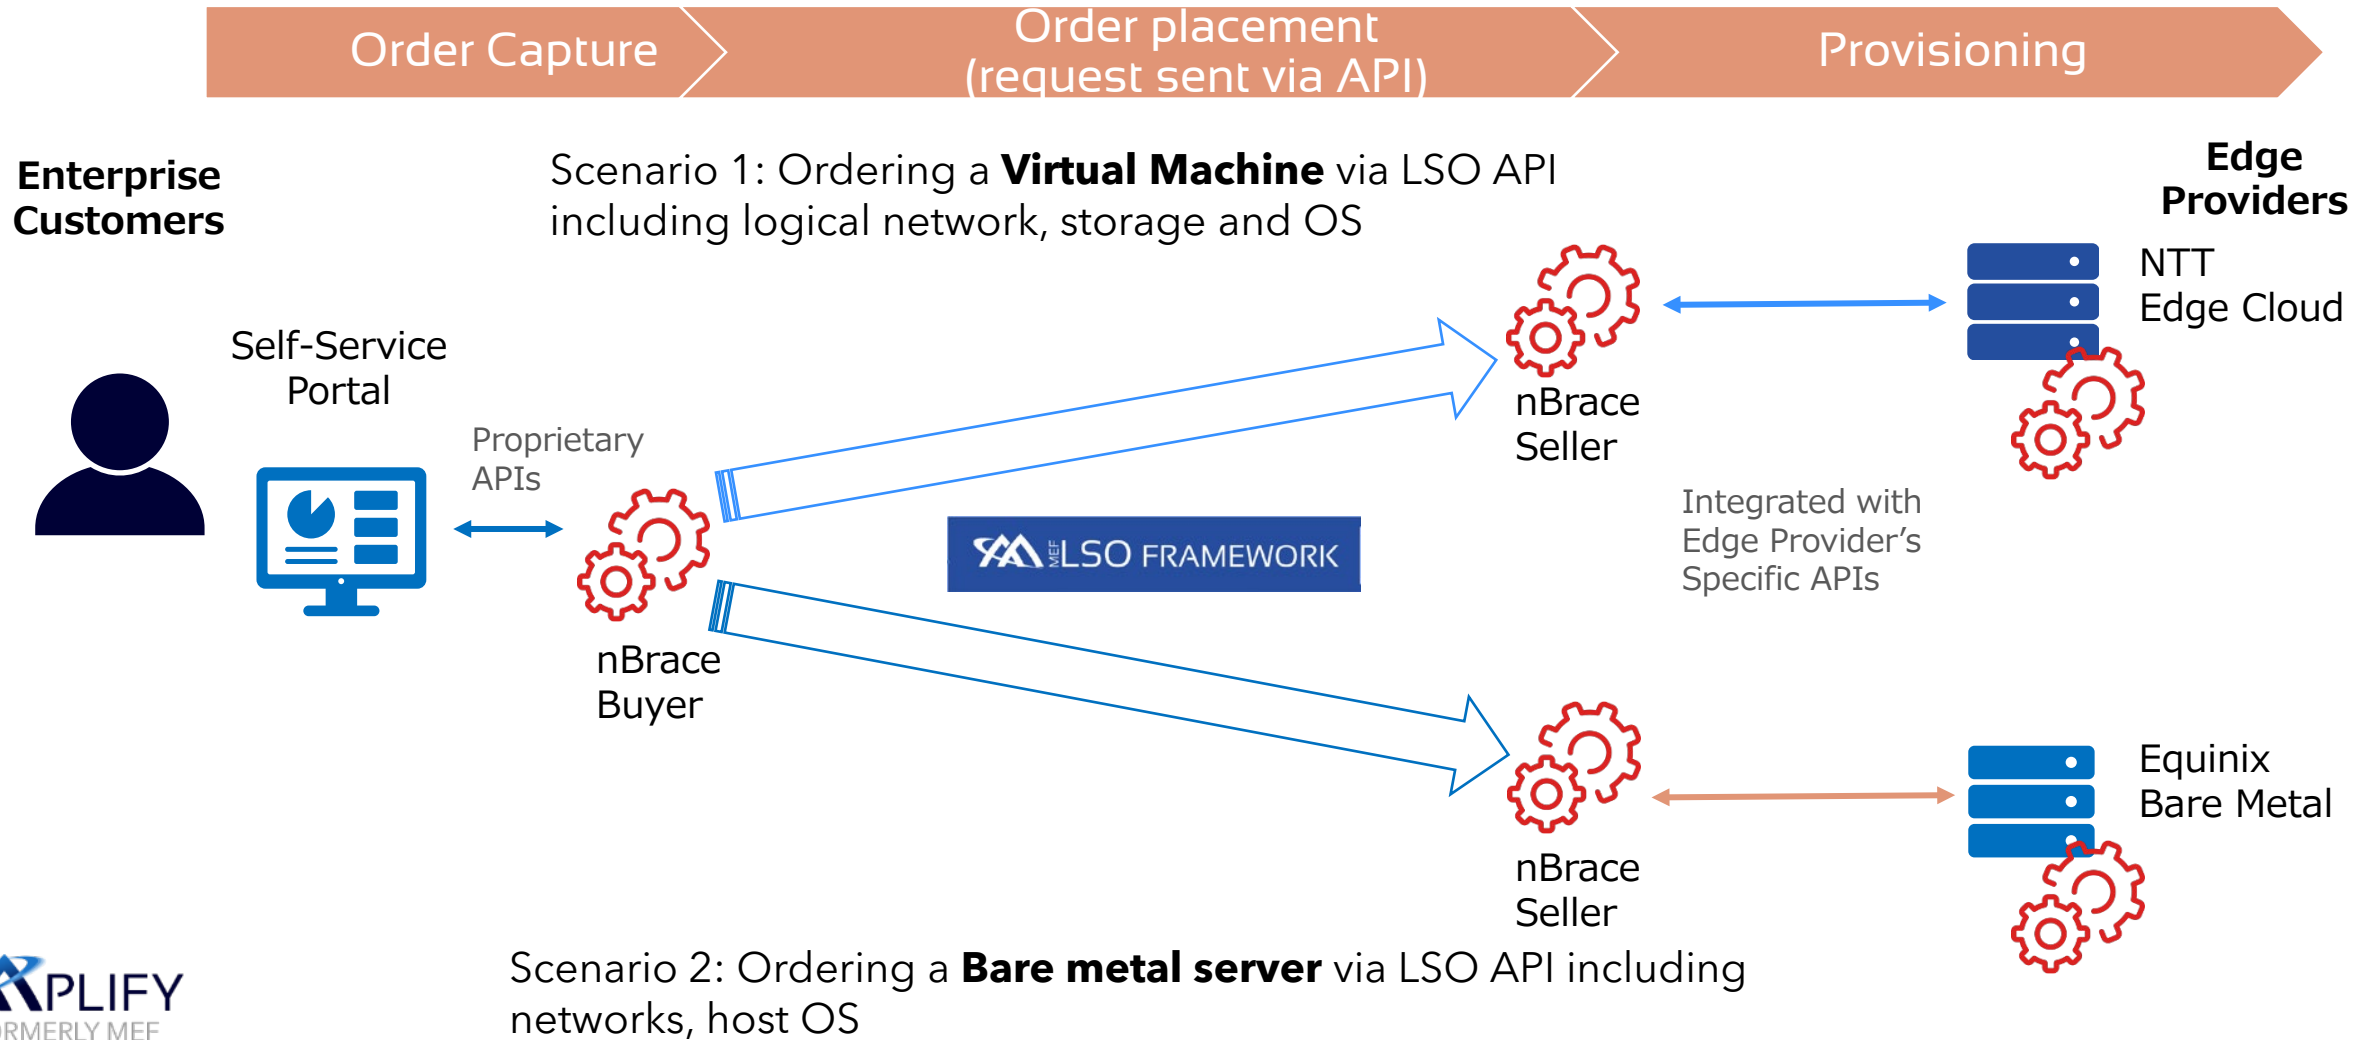 Order Capture
Order placement
(request sent via API)
Provisioning
Enterprise
Customers
Scenario 1: Ordering a Virtual Machine via LSO API
including logical network, storage and OS
Edge
Providers
NTT
Edge Cloud
Self-Service
Portal
Proprietary
APIs
nBrace
Seller
Integrated with
Edge Provider's
Specific APIs
MEF LSO FRAMEWORK
nBrace
Buyer
Equinix
Bare Metal
nBrace
Seller
Scenario 2: Ordering a Bare metal server via LSO API including
networks, host OS
PLIFY
ORMERLY MEF